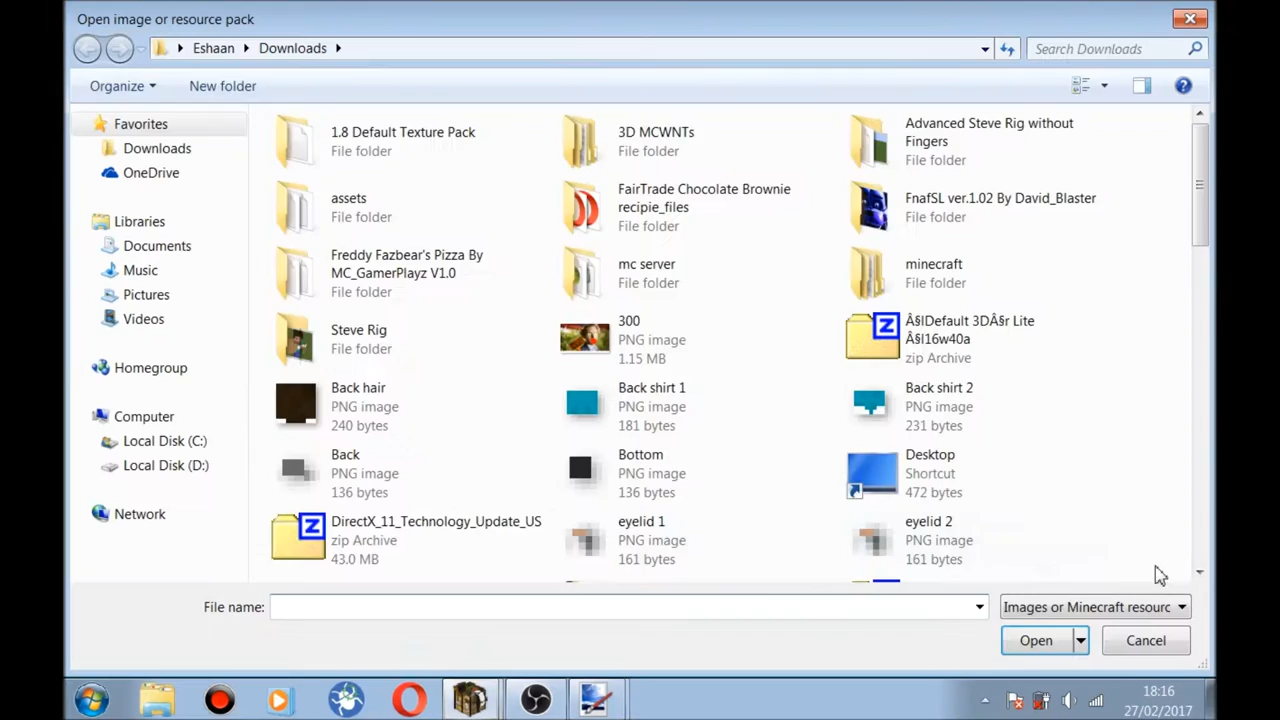 Open image or resource pack
Eshaan Downloads
Search Downloads
Organize New folder
Favorites
Downloads
OneDrive
Libraries
Documents
Music
Pictures
Videos
Homegroup
Computer
Local Disk (C:)
Local Disk (D:)
Network
1.8 Default Texture Pack
File folder
3D MCWNTS
File folder
Advanced Steve Rig without
Fingers
File folder
assets
File folder
FairTrade Chocolate Brownie
recipie_files
File folder
FnafSL ver.1.02 By David_Blaster
File folder
Freddy Fazbear's Pizza By
MC_GamerPlayz V1.0
File folder
mc server
File folder
minecraft
File folder
Steve Rig
File folder
300
PNG image
1.15 MB
Â§lDefault 3DÂ§r Lite
Â§l16w40a
zip Archive
Back hair
PNG image
240 bytes
Back shirt 1
PNG image
181 bytes
Back shirt 2
PNG image
231 bytes
Back
PNG image
136 bytes
Bottom
PNG image
136 bytes
Desktop
Shortcut
472 bytes
DirectX_11_Technology_Update_US
zip Archive
43.0 MB
eyelid 1
PNG image
161 bytes
eyelid 2
PNG image
161 bytes
File name:
Images or Minecraft resourc
Open Cancel
18:16
27/02/2017